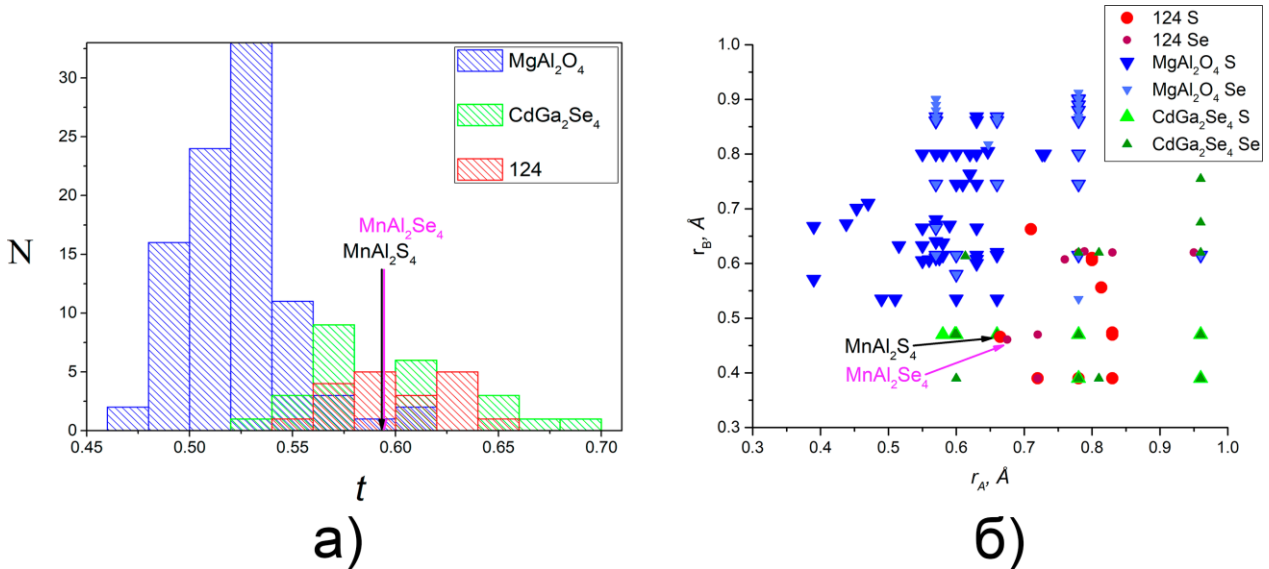 30
25
20
15
10
5
0
N
0.45
0.50
0.55
0.60
0.65
0.70
t
MgAl₂O₄
CdGa₂Se₄
124
MnAl₂Se₄
MnAl₂S₄
а)
1.0
0.9
0.8
0.7
0.6
0.5
0.4
0.3
r_B, Å
0.3
0.4
0.5
0.6
0.7
0.8
0.9
1.0
r_A, Å
124 S
124 Se
MgAl₂O₄ S
MgAl₂O₄ Se
CdGa₂Se₄ S
CdGa₂Se₄ Se
MnAl₂S₄
MnAl₂Se₄
б)